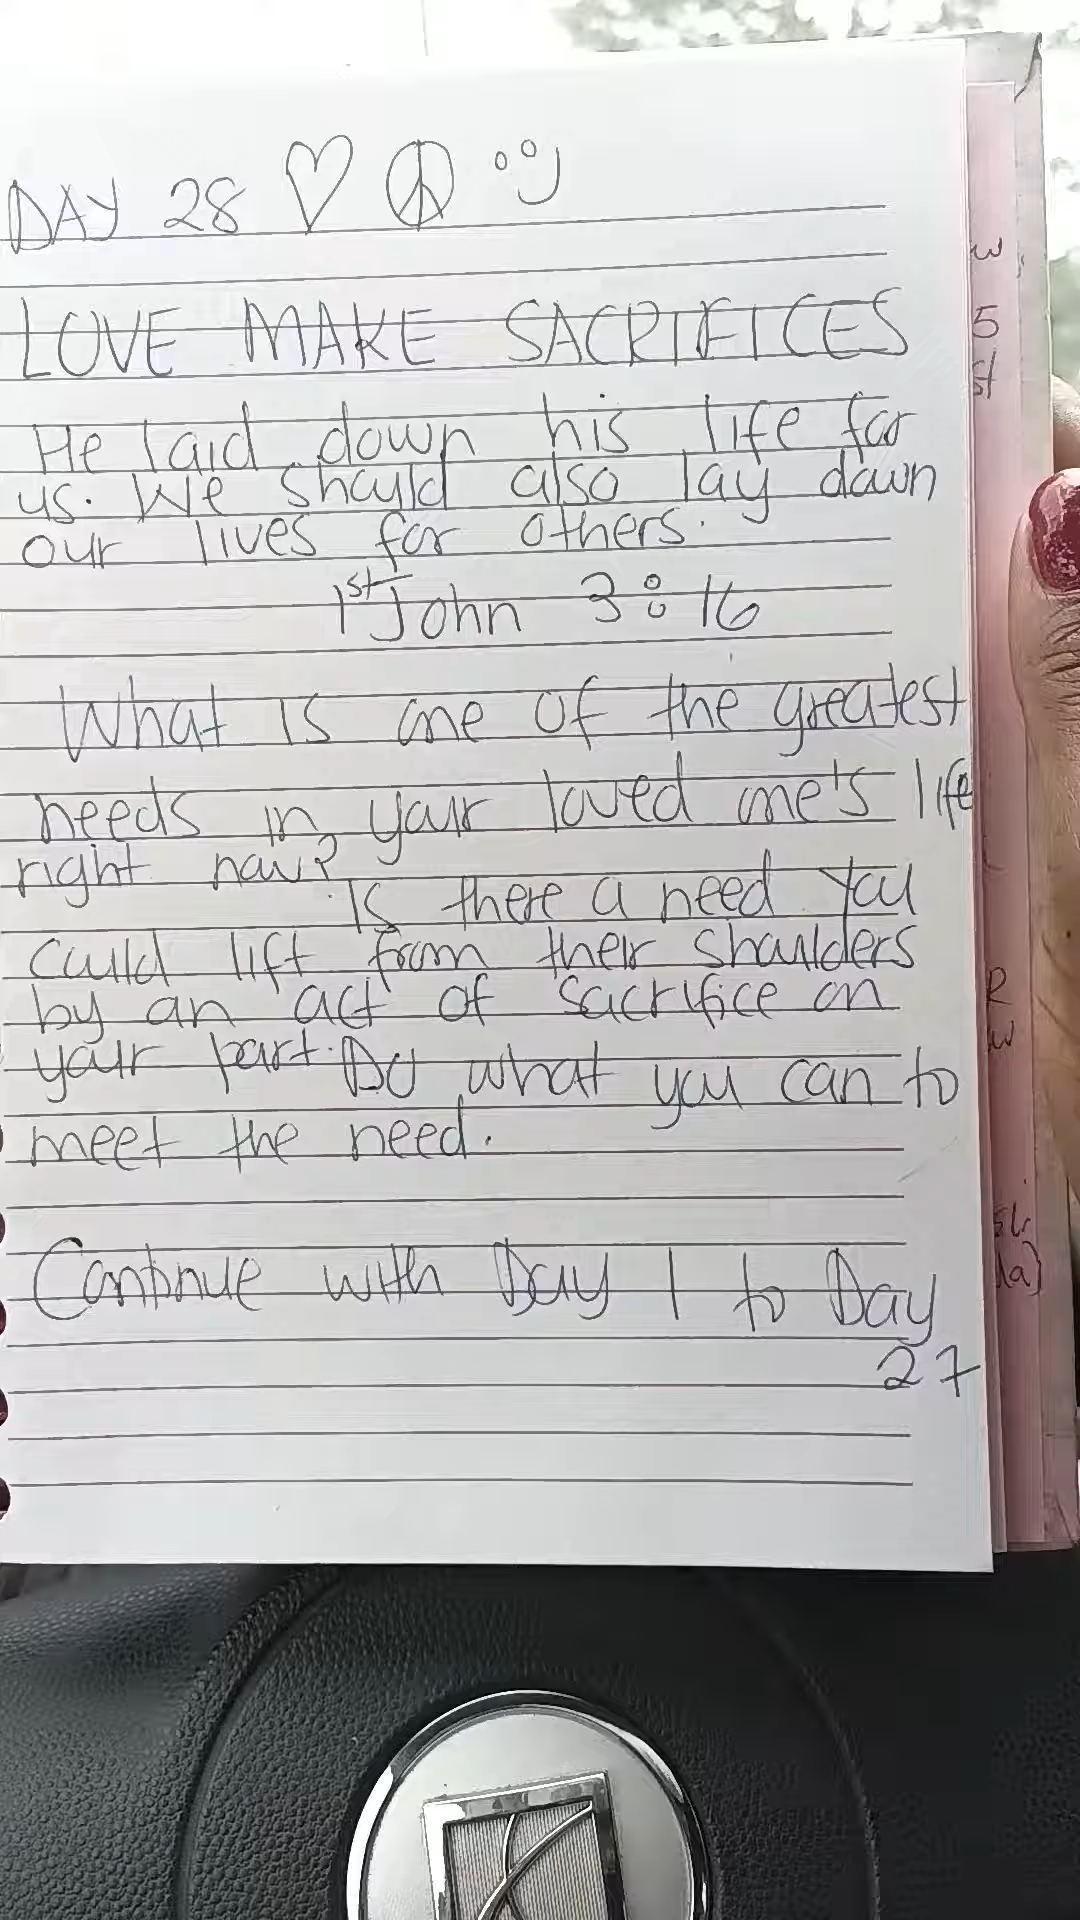 DAY 28
LOVE MAKE SACRIFICES
He laid down his life for
us. We should also lay down
our lives for others.
1st John 3:16
What is one of the greatest
needs in your loved one's life
right now?
Is there a need you
could lift from their shoulders
by an act of sacrifice on
your part. Do what you can to
meet the need.
Continue with Day 1 to Day
27
w
5
st
R
w